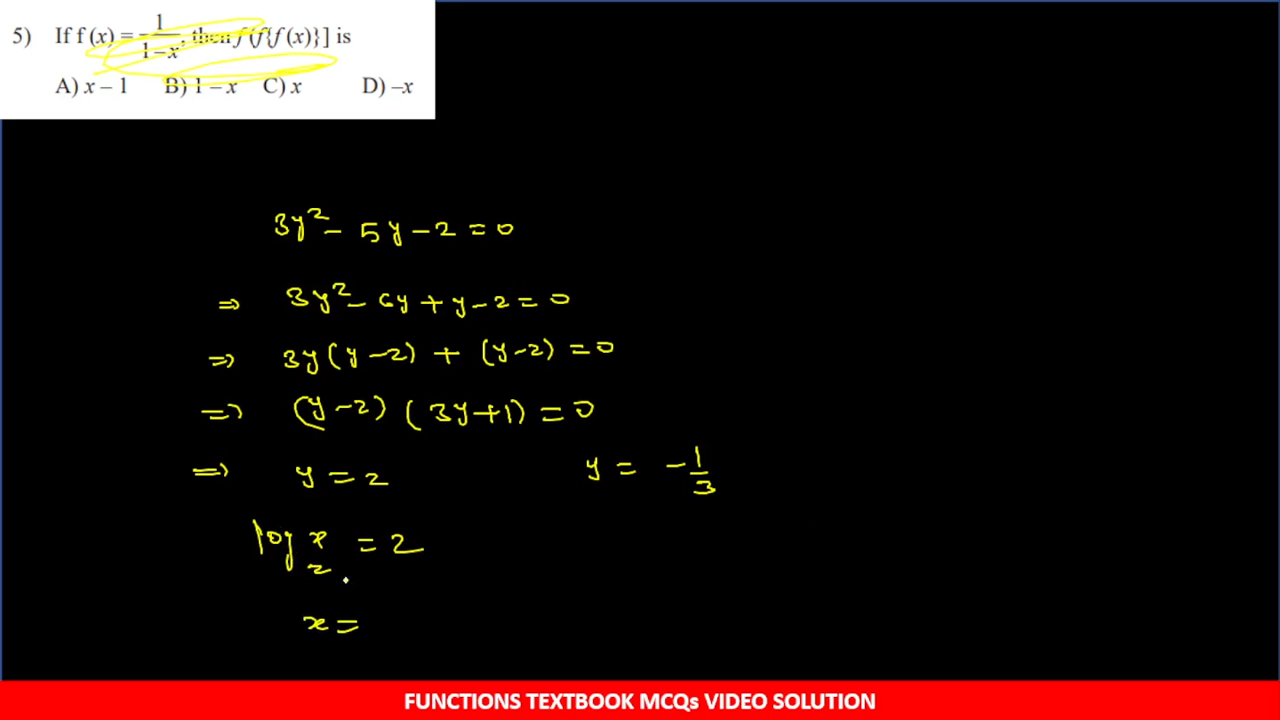 5) If f (x) = 1/(1–x), then f(f{f(x)}] is
A) x – 1 B) 1 – x C) x D) –x
3y² - 5y - 2 = 0
⇒ 3y² - 6y + y - 2 = 0
⇒ 3y(y - 2) + (y - 2) = 0
⇒ (y - 2) (3y + 1) = 0
⇒ y = 2 y = -1/3
log₂ x = 2
x =
FUNCTIONS TEXTBOOK MCQs VIDEO SOLUTION